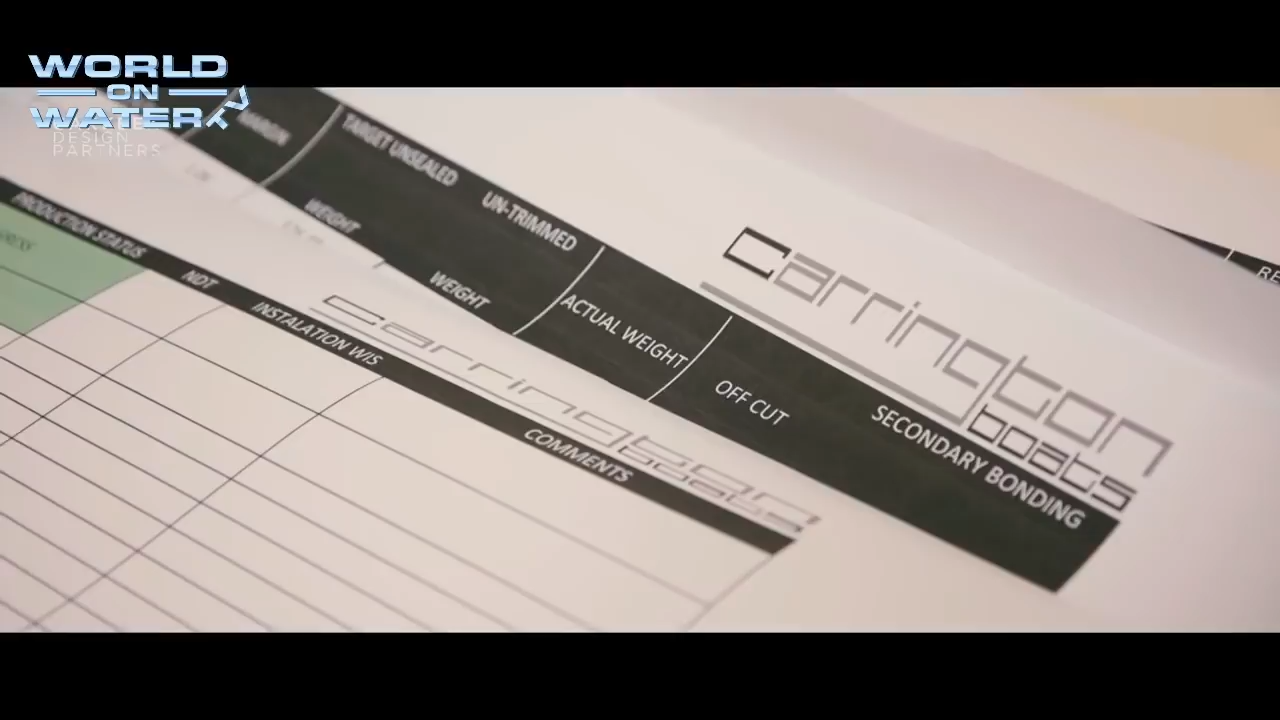 WORLD
ON
WATER
DESIGN
PARTNERS
MARGIN
TARGET UNSEALED
WEIGHT
UN-TRIMMED
WEIGHT
ACTUAL WEIGHT
OFF CUT
SECONDARY BONDING
carrington
boats
PRODUCTION STATUS
NDT
INSTALATION WIS
COMMENTS
carrington
boats